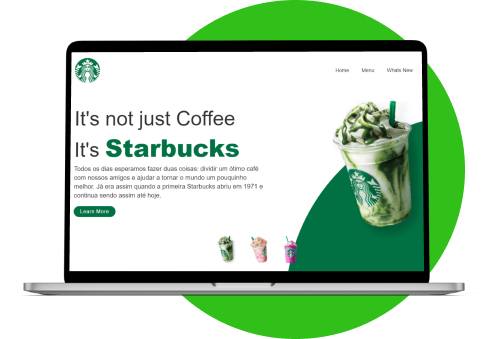 Home Menu Whats New
It's not just Coffee
It's Starbucks
Todos os dias esperamos fazer duas coisas: dividir um ótimo café
com nossos amigos e ajudar a tornar o mundo um pouquinho
melhor. Já era assim quando a primeira Starbucks abriu em 1971 e
continua sendo assim até hoje.
Learn More